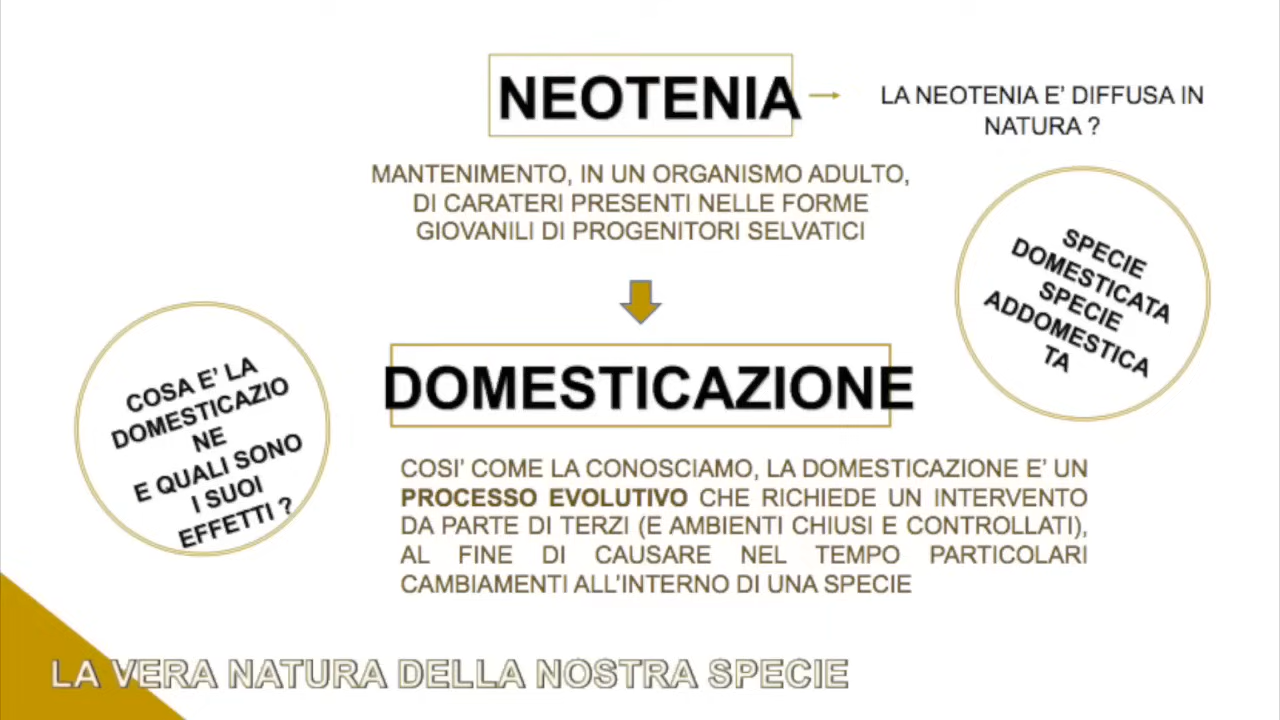 NEOTENIA
LA NEOTENIA E' DIFFUSA IN
NATURA ?
MANTENIMENTO, IN UN ORGANISMO ADULTO,
DI CARATERI PRESENTI NELLE FORME
GIOVANILI DI PROGENITORI SELVATICI
SPECIE
DOMESTICATA
SPECIE
ADDOMESTICA
TA
COSA E' LA
DOMESTICAZIO
NE
E QUALI SONO
I SUOI
EFFETTI ?
DOMESTICAZIONE
COSI' COME LA CONOSCIAMO, LA DOMESTICAZIONE E' UN
PROCESSO EVOLUTIVO CHE RICHIEDE UN INTERVENTO
DA PARTE DI TERZI (E AMBIENTI CHIUSI E CONTROLLATI),
AL FINE DI CAUSARE NEL TEMPO PARTICOLARI
CAMBIAMENTI ALL'INTERNO DI UNA SPECIE
LA VERA NATURA DELLA NOSTRA SPECIE